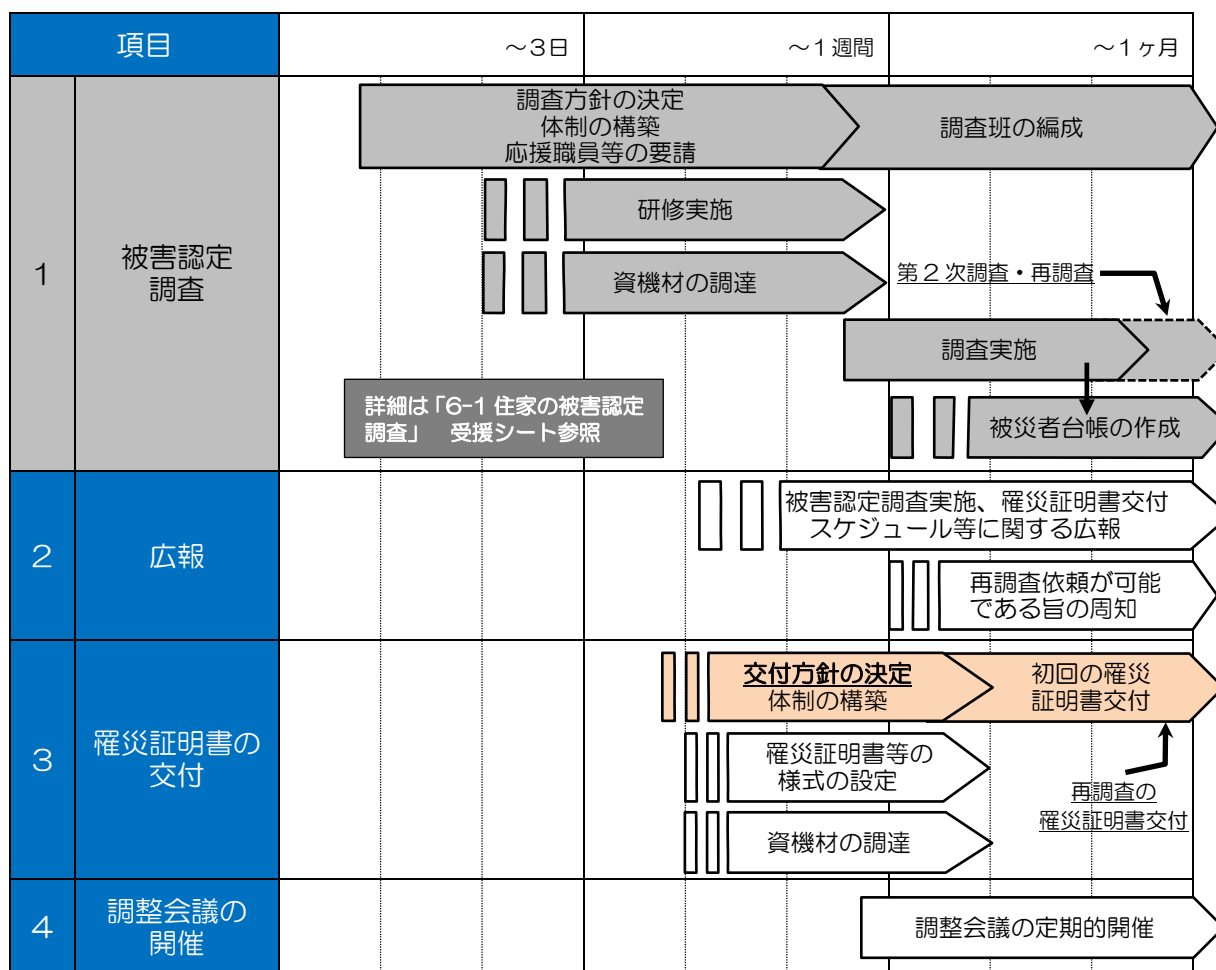 項目
～3日
～1週間
～1ヶ月
1
被害認定
調査
調査方針の決定
体制の構築
応援職員等の要請
調査班の編成
研修実施
資機材の調達
第2次調査・再調査
調査実施
詳細は「6-1 住家の被害認定
調査」　受援シート参照
被災者台帳の作成
2
広報
被害認定調査実施、罹災証明書交付
スケジュール等に関する広報
再調査依頼が可能
である旨の周知
3
罹災証明書の
交付
交付方針の決定
体制の構築
初回の罹災
証明書交付
罹災証明書等の
様式の設定
再調査の
罹災証明書交付
資機材の調達
4
調整会議の
開催
調整会議の定期的開催